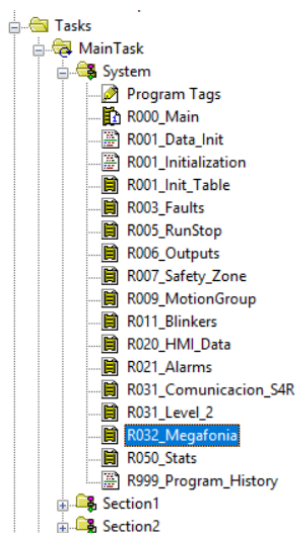 Tasks
MainTask
System
Program Tags
R000_Main
R001_Data_Init
R001_Initialization
R001_Init_Table
R003_Faults
R005_RunStop
R006_Outputs
R007_Safety_Zone
R009_MotionGroup
R011_Blinkers
R020_HMI_Data
R021_Alarms
R031_Comunicacion_S4R
R031_Level_2
R032_Megafonia
R050_Stats
R999_Program_History
Section1
Section2